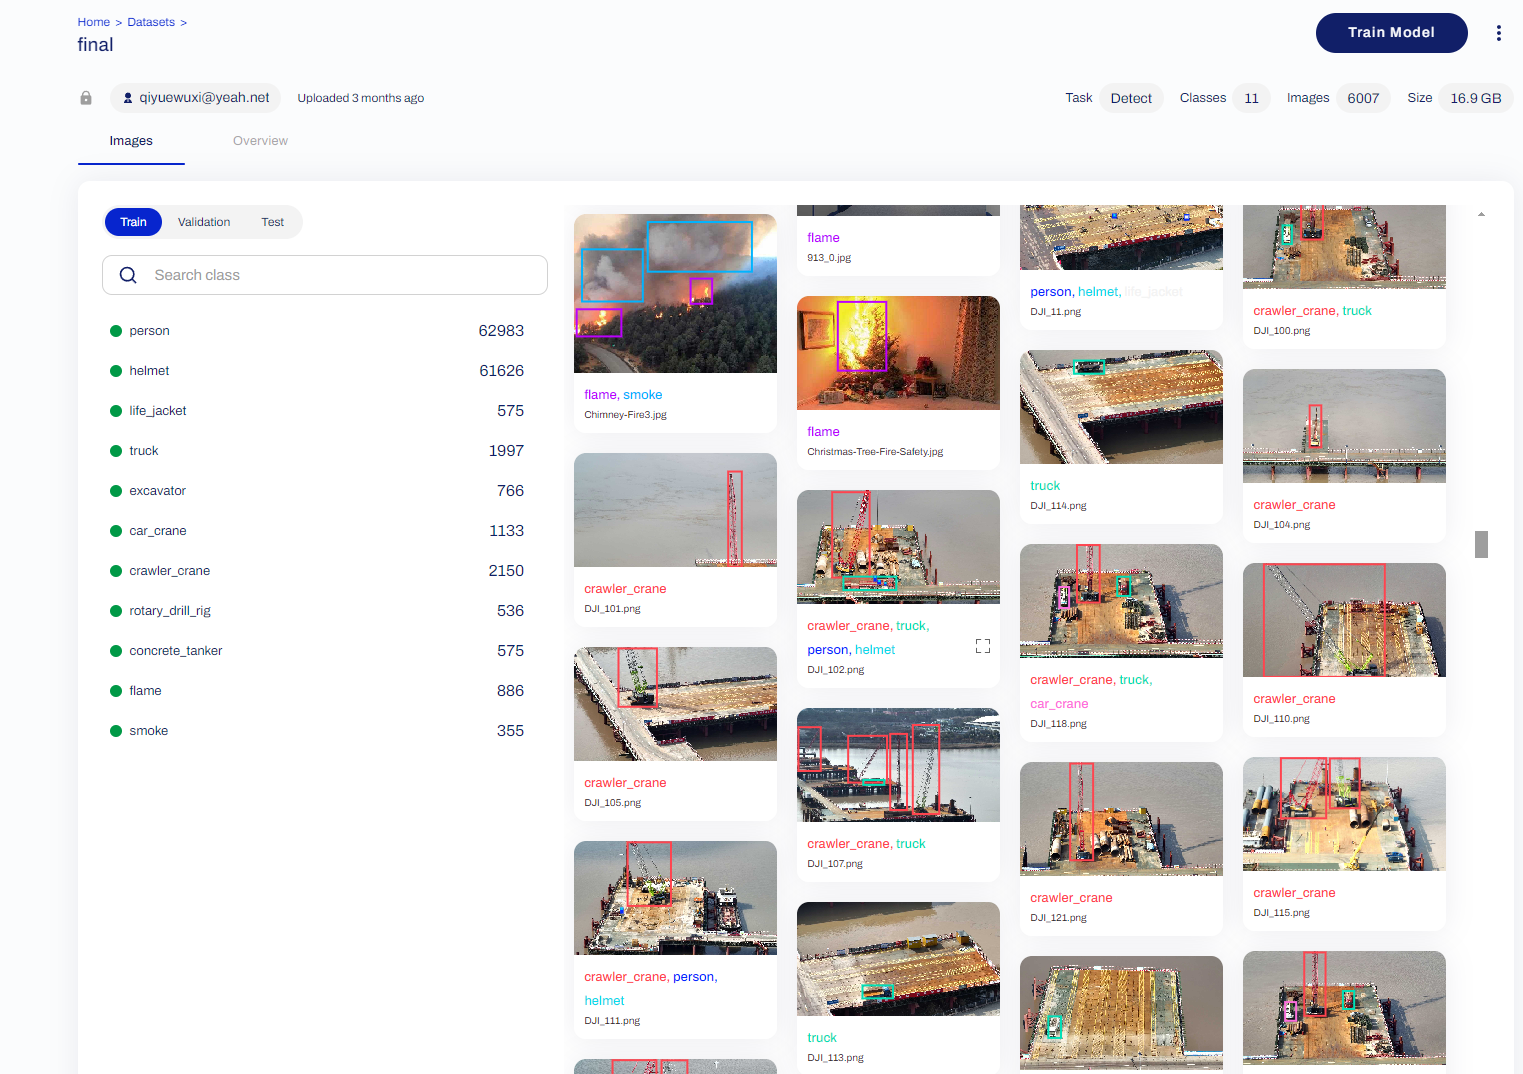 Home > Datasets >
final
Train Model
qiyuewuxi@yeah.net
Uploaded 3 months ago
Task Detect Classes 11 Images 6007 Size 16.9 GB
Images Overview
Train Validation Test
Search class
person 62983
helmet 61626
life_jacket 575
truck 1997
excavator 766
car_crane 1133
crawler_crane 2150
rotary_drill_rig 536
concrete_tanker 575
flame 886
smoke 355
flame, smoke
Chimney-Fire3.jpg
crawler_crane
DJI_101.png
crawler_crane
DJI_105.png
crawler_crane, person,
helmet
DJI_111.png
flame
913_0.jpg
flame
Christmas-Tree-Fire-Safety.jpg
crawler_crane, truck,
person, helmet
DJI_102.png
crawler_crane, truck
DJI_107.png
truck
DJI_113.png
person, helmet, life_jacket
DJI_11.png
truck
DJI_114.png
crawler_crane, truck,
car_crane
DJI_118.png
crawler_crane
DJI_121.png
crawler_crane, truck
DJI_100.png
crawler_crane
DJI_104.png
crawler_crane
DJI_110.png
crawler_crane
DJI_115.png